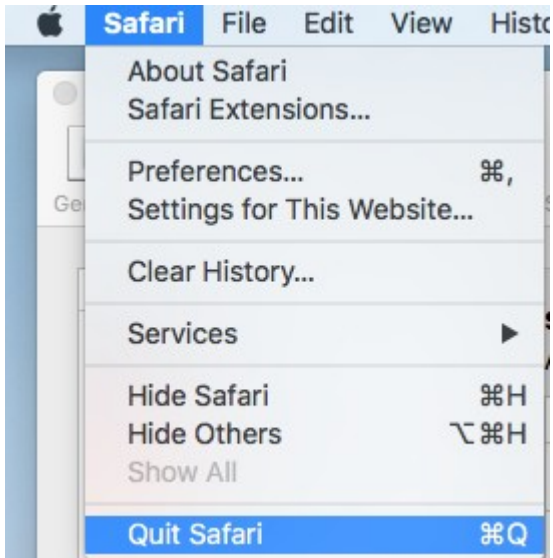 Safari File Edit View
About Safari
Safari Extensions...
Preferences... ⌘,
Settings for This Website...
Clear History...
Services ▶
Hide Safari ⌘H
Hide Others ⌥⌘H
Show All
Quit Safari ⌘Q